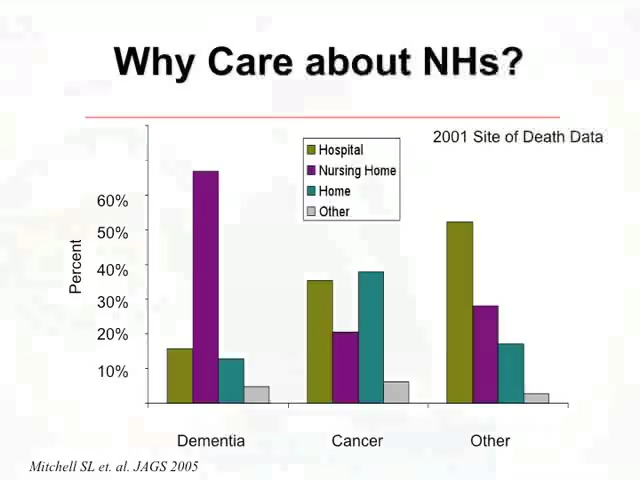 Why Care about NHs?
2001 Site of Death Data
Hospital
Nursing Home
Home
Other
Percent
60%
50%
40%
30%
20%
10%
Dementia
Cancer
Other
Mitchell SL et. al. JAGS 2005